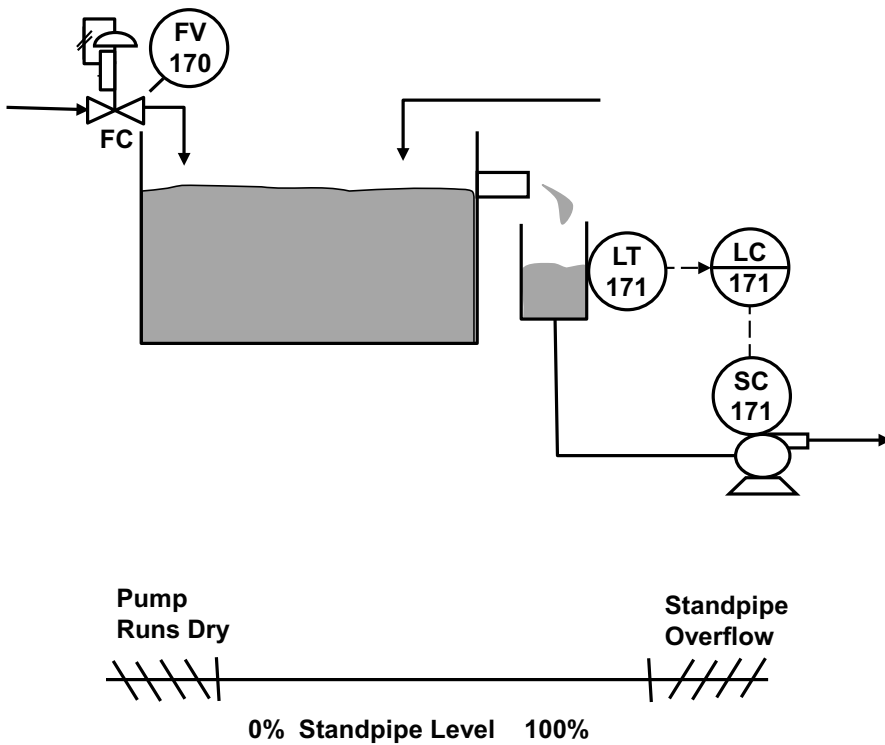 FV
170
FC
LT
171
LC
171
SC
171
Pump
Runs Dry
Standpipe
Overflow
0% Standpipe Level 100%